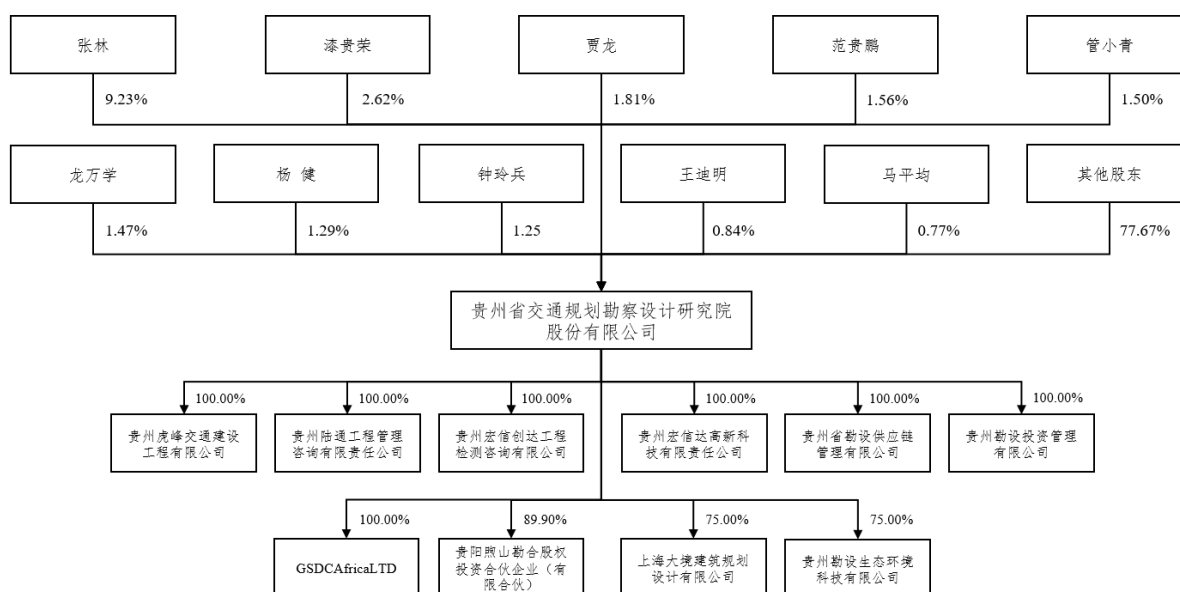 张林
漆贵荣
贾龙
范贵鹏
管小青
9.23%
2.62%
1.81%
1.56%
1.50%
龙万学
杨 健
钟玲兵
王迪明
马平均
其他股东
1.47%
1.29%
1.25
0.84%
0.77%
77.67%
贵州省交通规划勘察设计研究院
股份有限公司
100.00%
100.00%
100.00%
100.00%
100.00%
100.00%
贵州虎峰交通建设
工程有限公司
贵州陆通工程管理
咨询有限责任公司
贵州宏信创达工程
检测咨询有限公司
贵州宏信达高新科
技有限责任公司
贵州省勘设供应链
管理有限公司
贵州勘设投资管理
有限公司
100.00%
89.90%
75.00%
75.00%
GSDCAfricaLTD
贵阳煦山勘合股权
投资合伙企业（有
限合伙）
上海大境建筑规划
设计有限公司
贵州勘设生态环境
科技有限公司